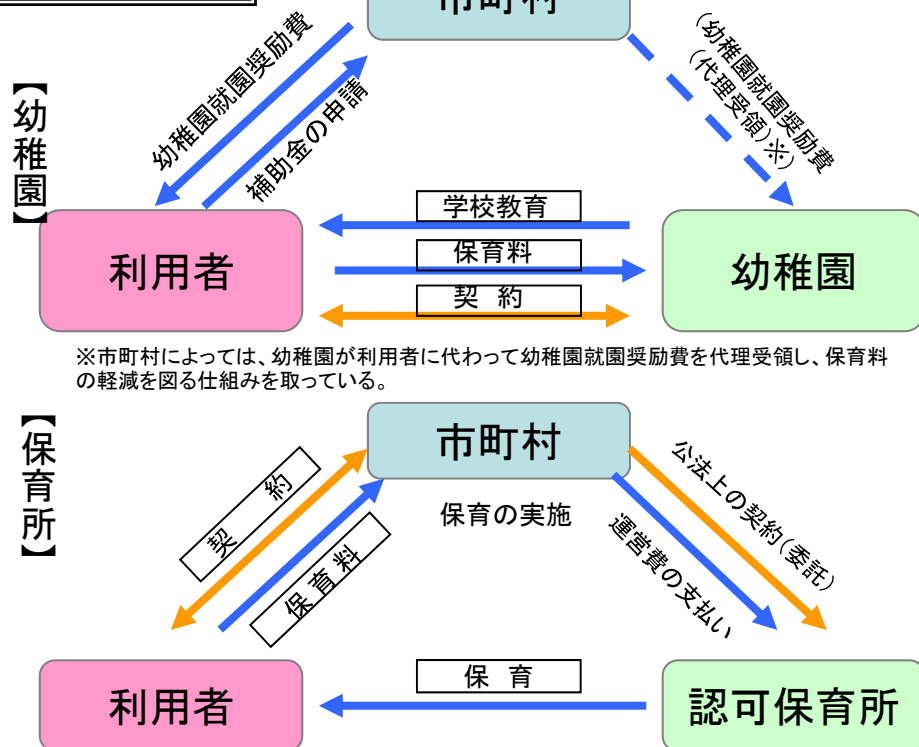 市町村
【幼稚園】
幼稚園就園奨励費
補助金の申請
(幼稚園就園奨励費
(代理受領)※)
利用者
学校教育
保育料
契 約
幼稚園
※市町村によっては、幼稚園が利用者に代わって幼稚園就園奨励費を代理受領し、保育料
の軽減を図る仕組みを取っている。
【保育所】
市町村
契 約
保育料
保育の実施
公法上の契約(委託)
運営費の支払い
利用者
保 育
認可保育所